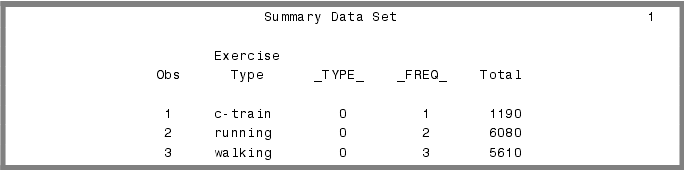 Summary Data Set 1
Exercise
Obs Type _TYPE_ _FREQ_ Total
1 c-train 0 1 1190
2 running 0 2 6080
3 walking 0 3 5610